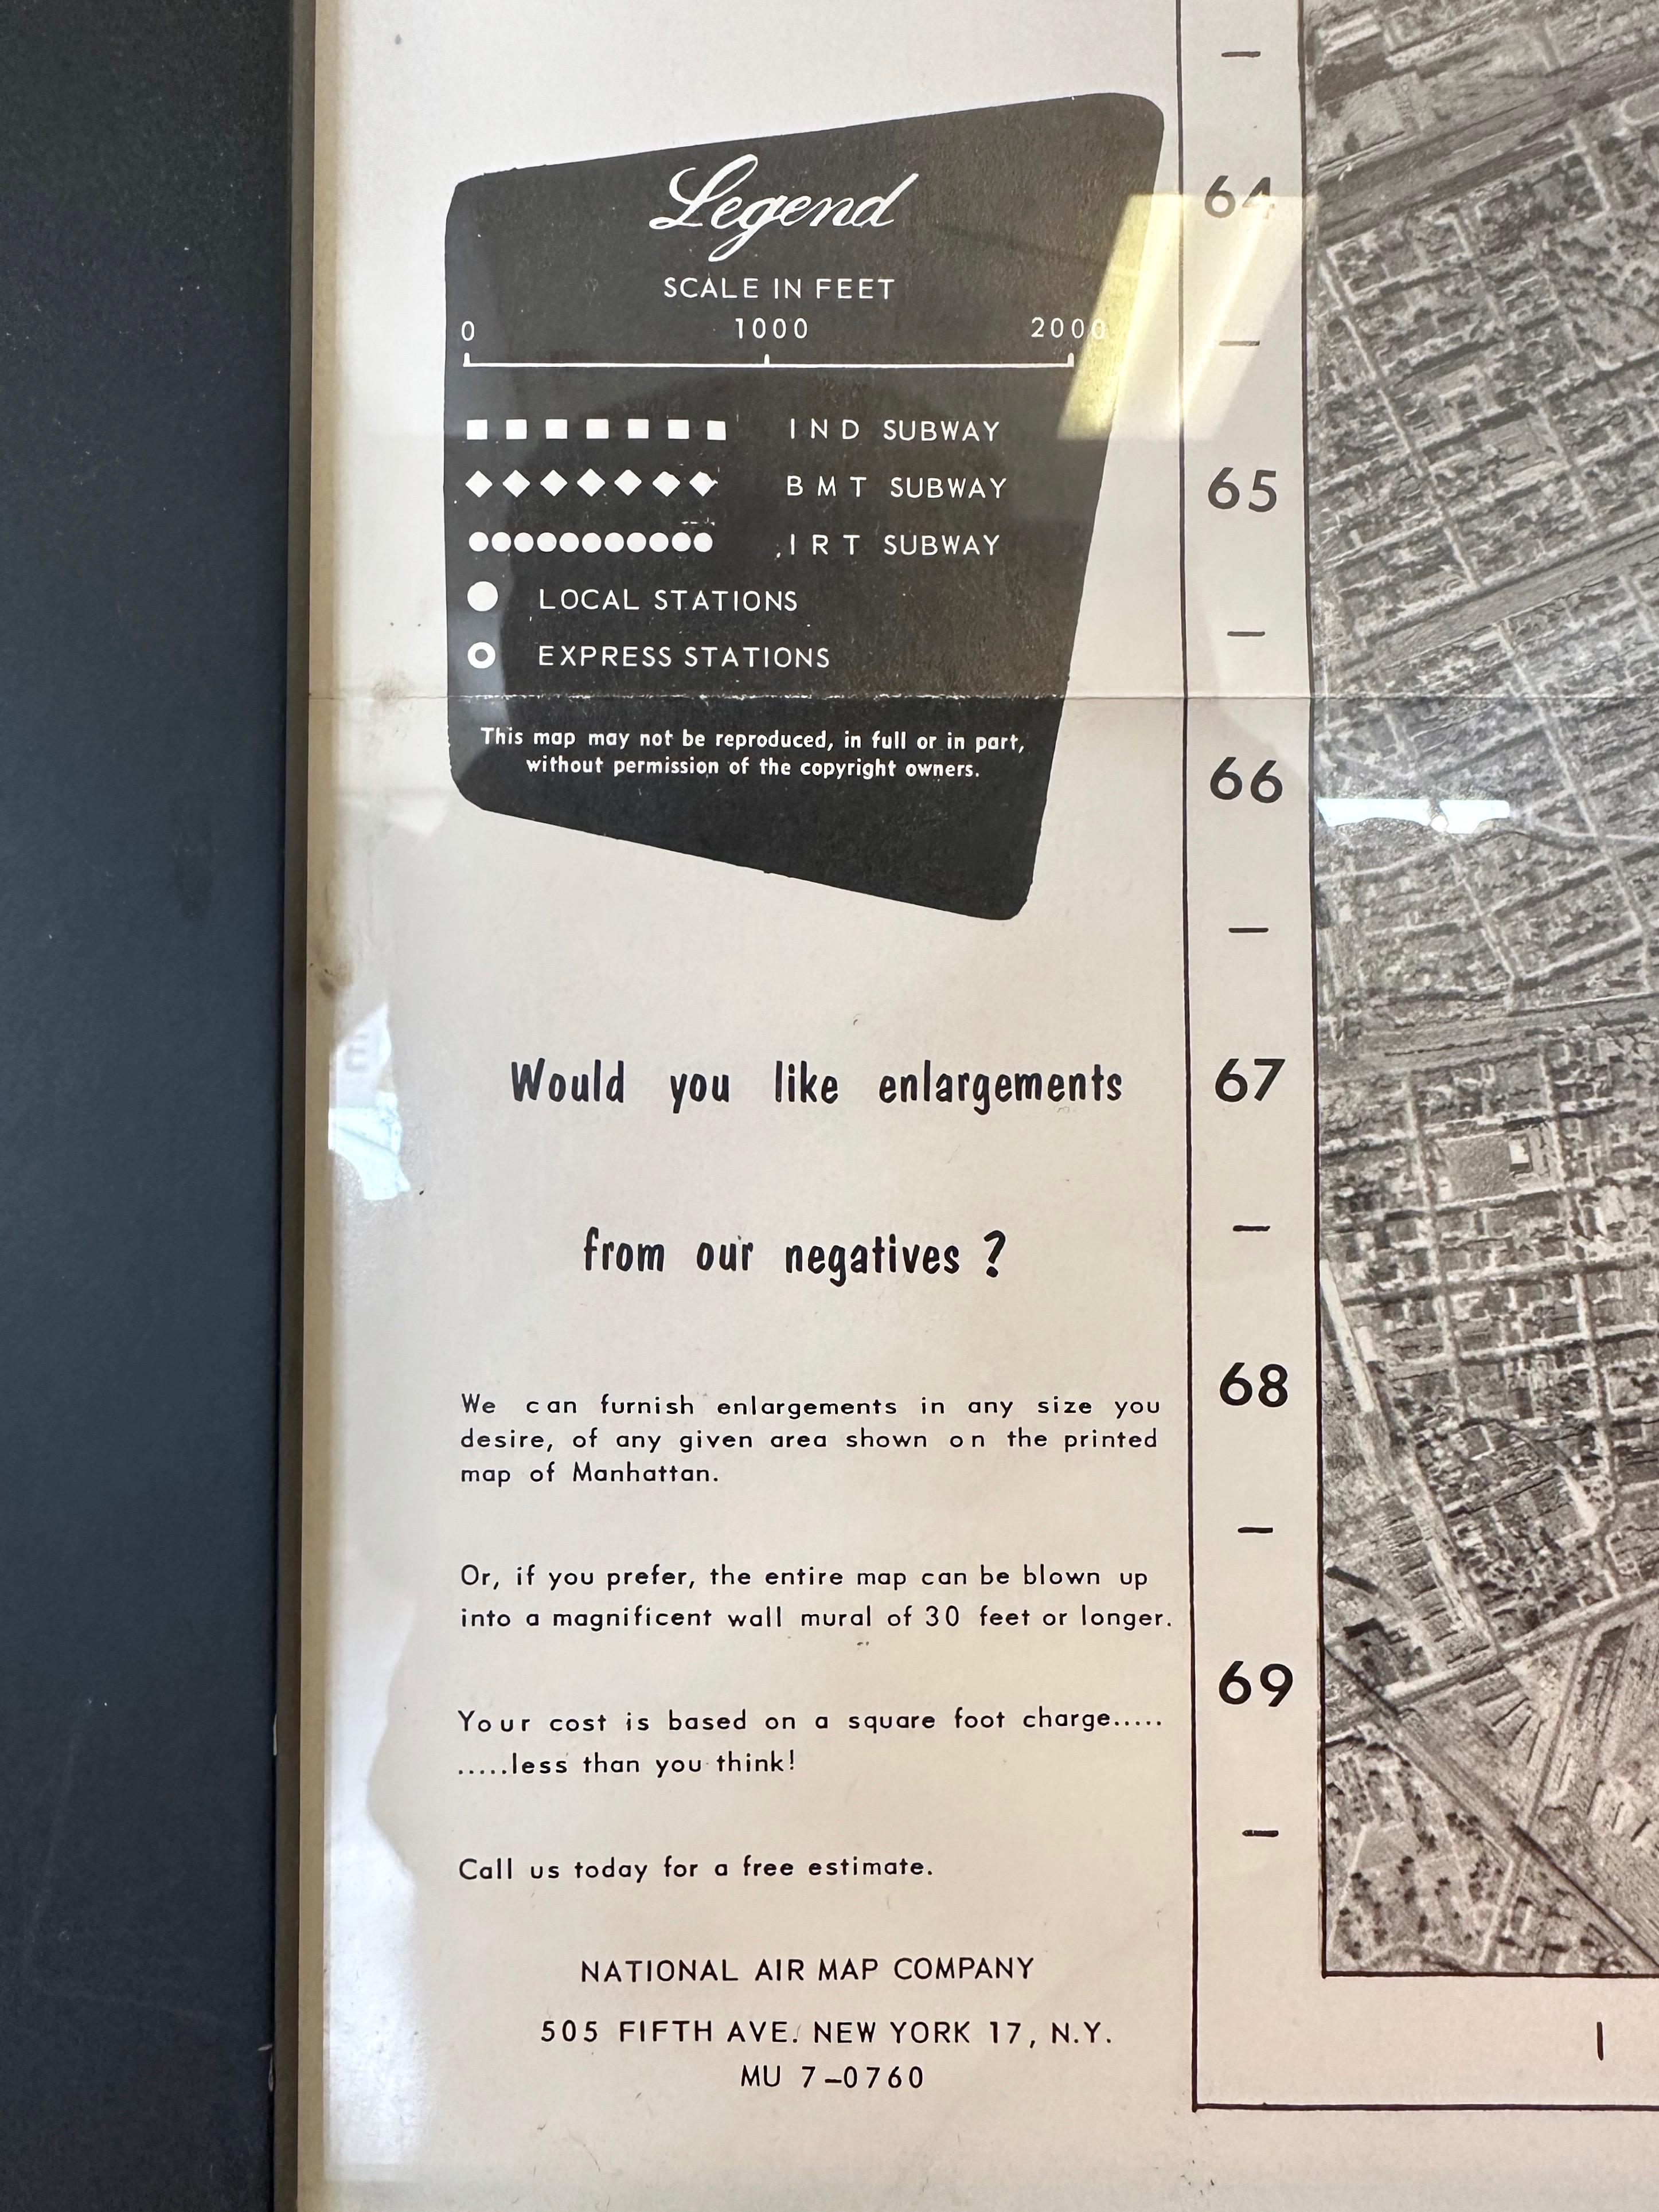 Legend
SCALE IN FEET
0 1000 2000
IND SUBWAY
BMT SUBWAY
IRT SUBWAY
LOCAL STATIONS
EXPRESS STATIONS
This map may not be reproduced, in full or in part,
without permission of the copyright owners.
Would you like enlargements
from our negatives ?
We can furnish enlargements in any size you
desire, of any given area shown on the printed
map of Manhattan.
Or, if you prefer, the entire map can be blown up
into a magnificent wall mural of 30 feet or longer.
Your cost is based on a square foot charge.....
.....less than you think!
Call us today for a free estimate.
NATIONAL AIR MAP COMPANY
505 FIFTH AVE. NEW YORK 17, N.Y.
MU 7-0760
64
65
66
67
68
69
I